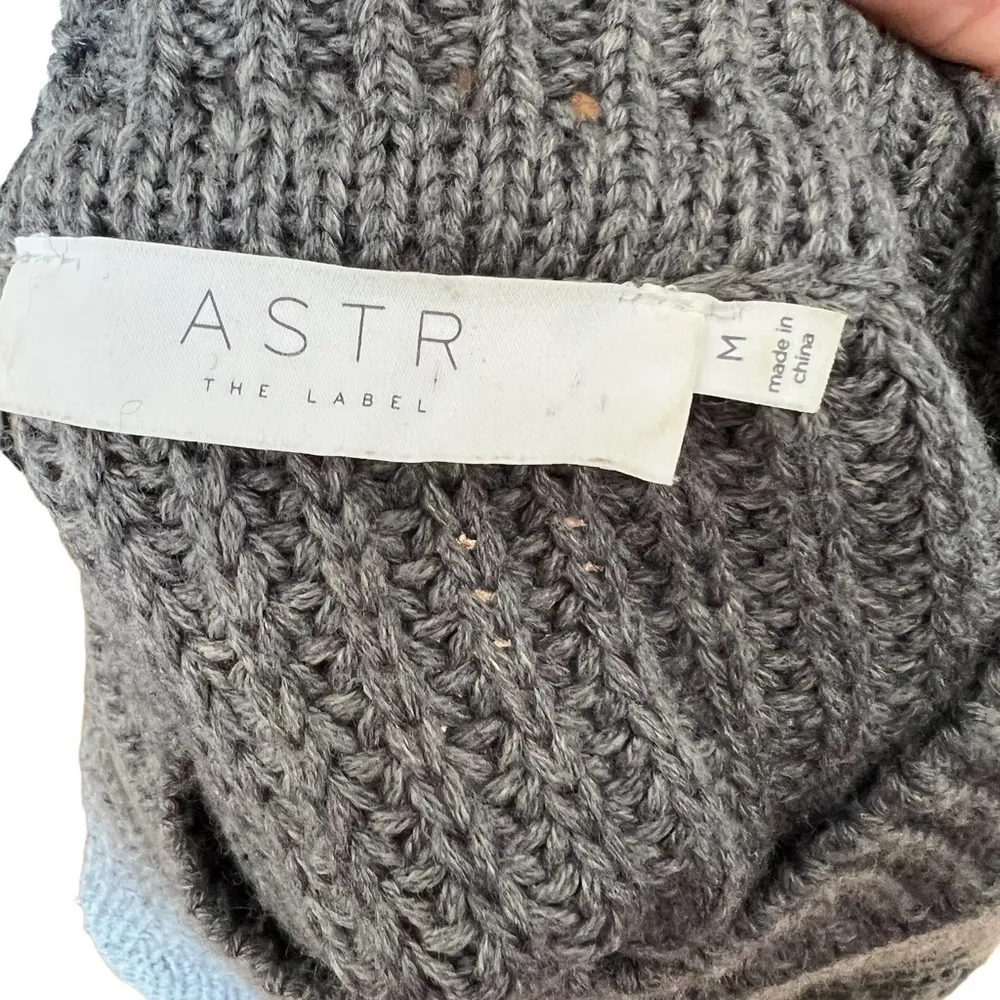 ASTR
THE LABEL
M
made in
china